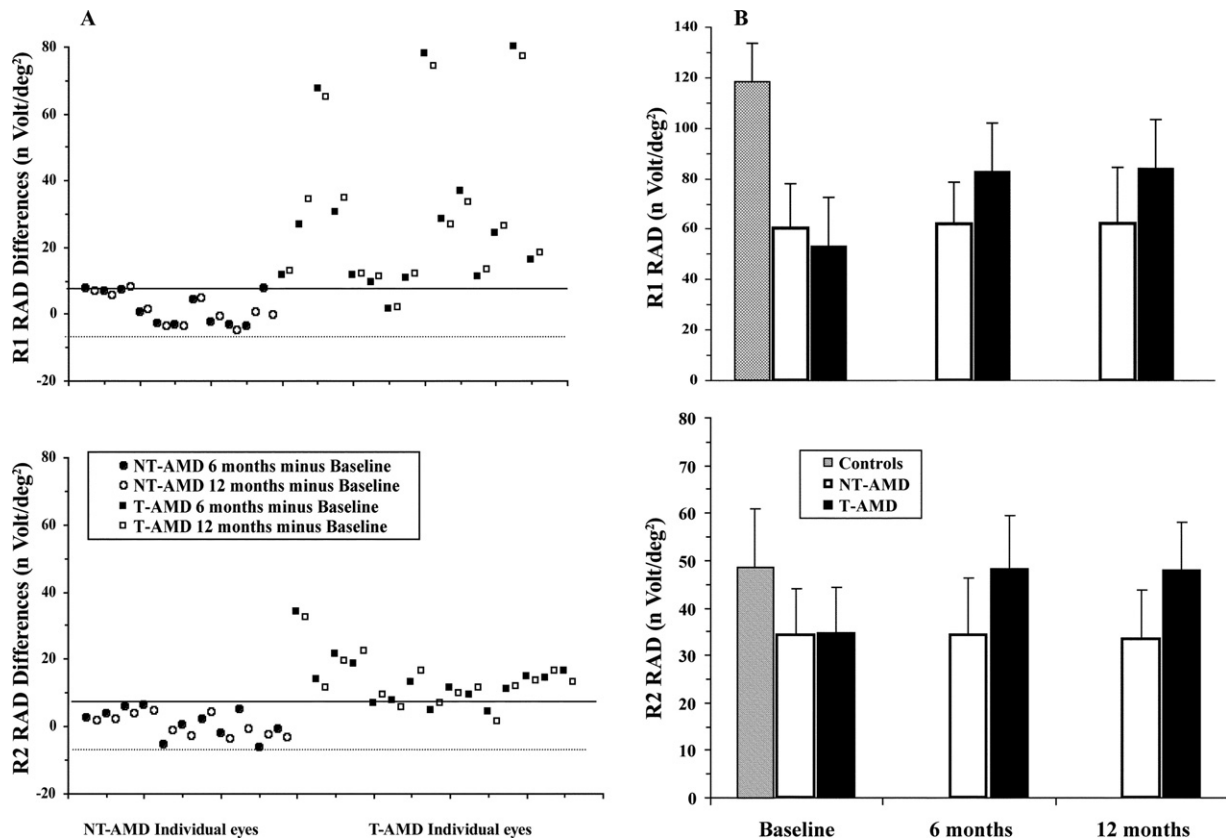 A
R1 RAD Differences (n Volt/deg²)
80
60
40
20
0
-20
B
R1 RAD (n Volt/deg²)
140
120
100
80
60
40
20
0
R2 RAD Differences (n Volt/deg²)
80
60
40
20
0
-20
NT-AMD 6 months minus Baseline
NT-AMD 12 months minus Baseline
T-AMD 6 months minus Baseline
T-AMD 12 months minus Baseline
NT-AMD Individual eyes
T-AMD Individual eyes
R2 RAD (n Volt/deg²)
80
70
60
50
40
30
20
10
0
Controls
NT-AMD
T-AMD
Baseline
6 months
12 months